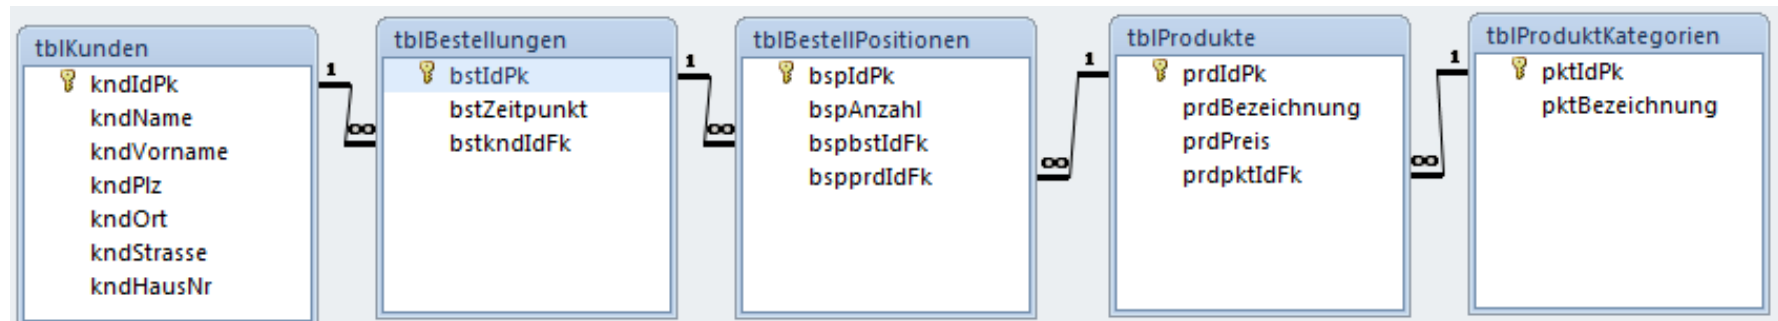 tblKunden
kndIdPk
kndName
kndVorname
kndPlz
kndOrt
kndStrasse
kndHausNr
1
∞
tblBestellungen
bstIdPk
bstZeitpunkt
bstkndIdFk
1
∞
tblBestellPositionen
bspIdPk
bspAnzahl
bspbstIdFk
bspprdIdFk
1
∞
tblProdukte
prdIdPk
prdBezeichnung
prdPreis
prdpktIdFk
1
∞
tblProduktKategorien
pktIdPk
pktBezeichnung